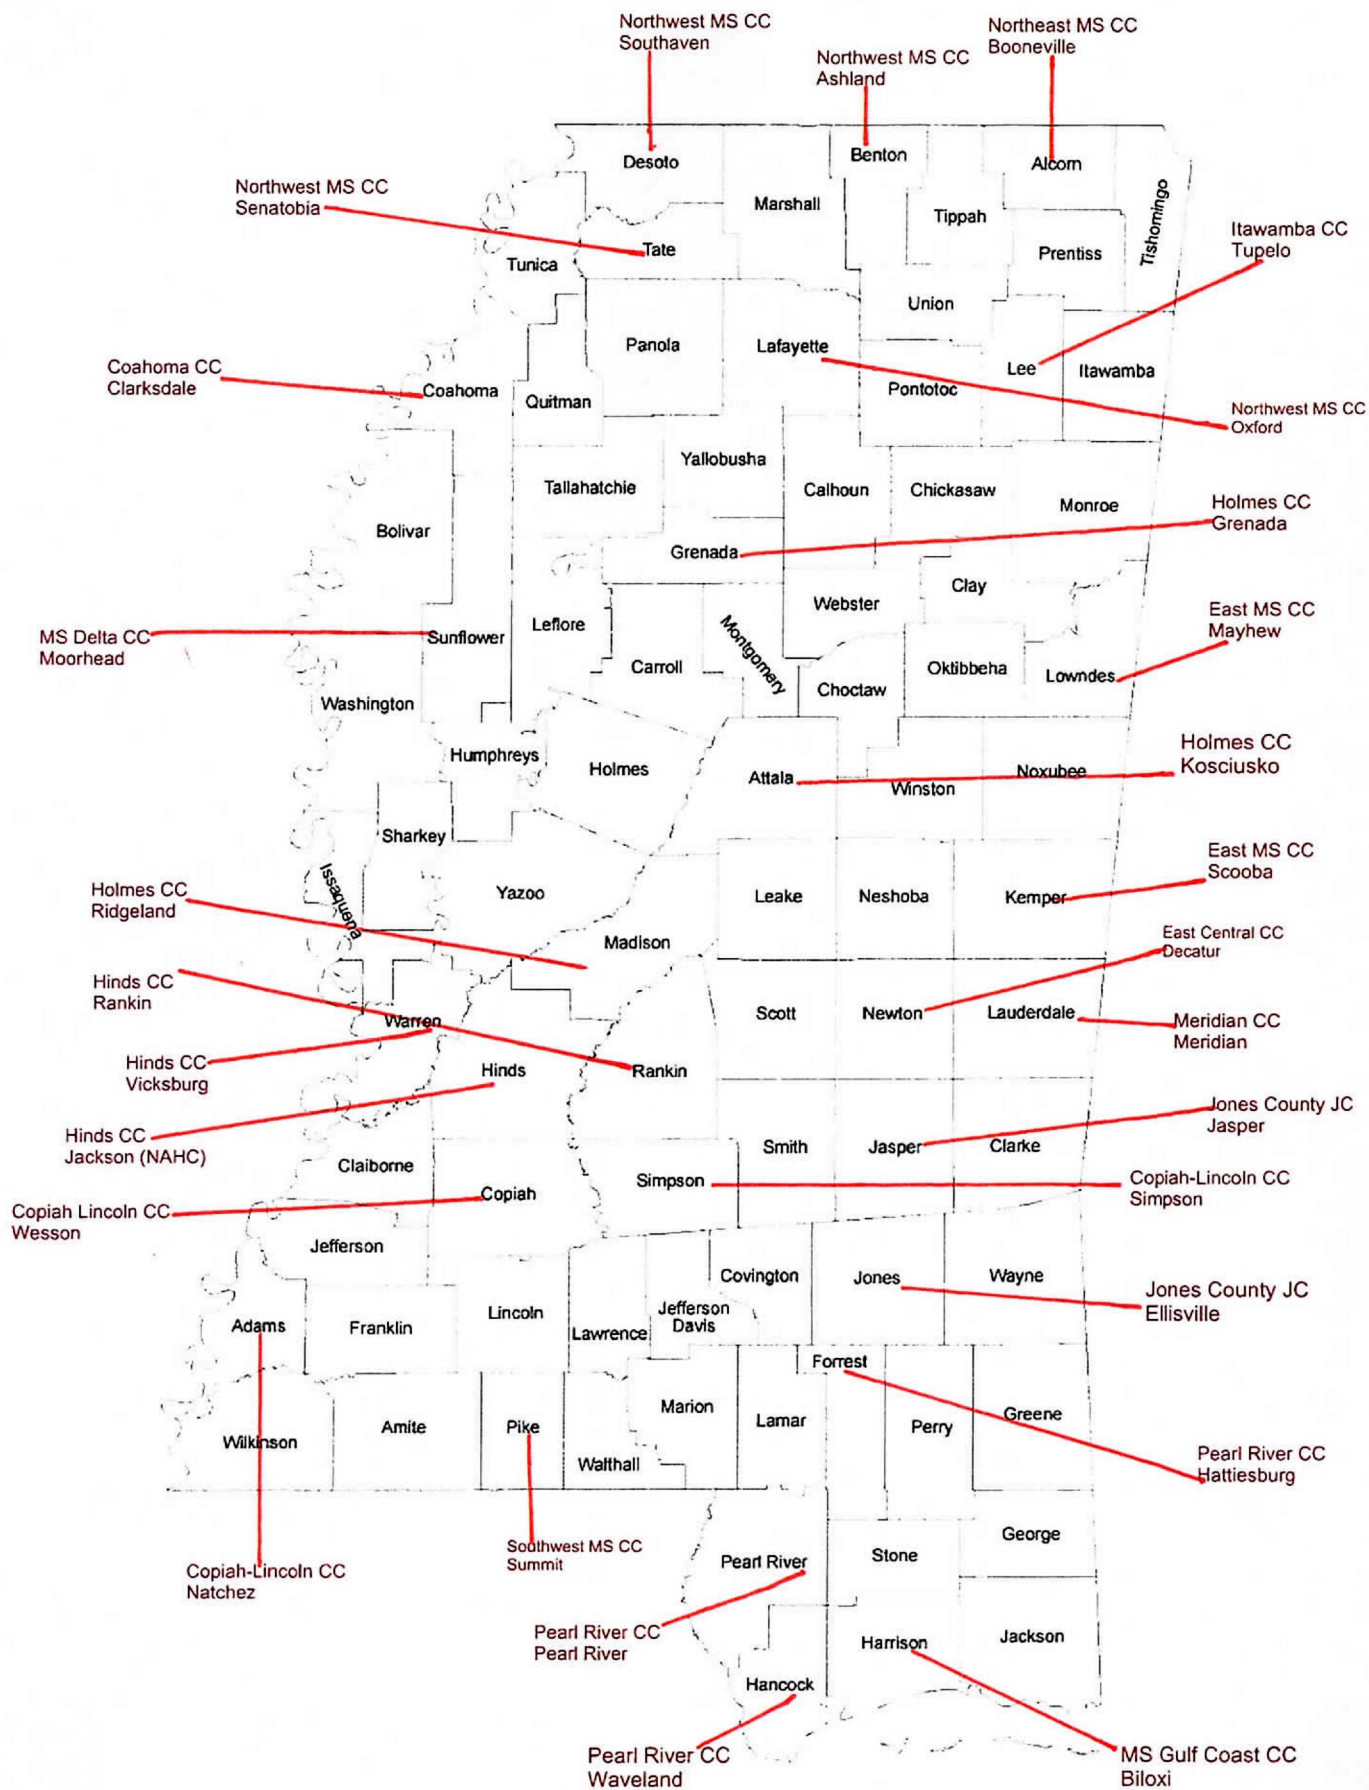 Northwest MS CC
Southaven
Northeast MS CC
Booneville
Northwest MS CC
Ashland
Desoto
Benton
Alcorn
Marshall
Tippah
Tishomingo
Northwest MS CC
Senatobia
Tate
Tunica
Prentiss
Itawamba CC
Tupelo
Union
Panola
Lafayette
Lee
Itawamba
Coahoma CC
Clarksdale
Coahoma
Quitman
Pontotoc
Northwest MS CC
Oxford
Yallobusha
Tallahatchie
Calhoun
Chickasaw
Monroe
Holmes CC
Grenada
Bolivar
Grenada
Clay
Webster
East MS CC
Mayhew
MS Delta CC
Moorhead
Sunflower
Leflore
Carroll
Montgomery
Choctaw
Oktibbeha
Lowndes
Washington
Humphreys
Holmes
Attala
Winston
Noxubee
Holmes CC
Kosciusko
Sharkey
Issaquena
Yazoo
Leake
Neshoba
Kemper
East MS CC
Scooba
Holmes CC
Ridgeland
Madison
East Central CC
Decatur
Hinds CC
Rankin
Warren
Scott
Newton
Lauderdale
Meridian CC
Meridian
Hinds CC
Vicksburg
Hinds
Rankin
Hinds CC
Jackson (NAHC)
Smith
Jasper
Clarke
Jones County JC
Jasper
Claiborne
Copiah
Simpson
Copiah-Lincoln CC
Simpson
Copiah Lincoln CC
Wesson
Jefferson
Covington
Jones
Wayne
Jones County JC
Ellisville
Adams
Franklin
Lincoln
Lawrence
Jefferson
Davis
Forrest
Wilkinson
Amite
Pike
Walthall
Marion
Lamar
Perry
Greene
Pearl River CC
Hattiesburg
Copiah-Lincoln CC
Natchez
Southwest MS CC
Summit
Pearl River
Stone
George
Pearl River CC
Pearl River
Harrison
Jackson
Hancock
Pearl River CC
Waveland
MS Gulf Coast CC
Biloxi